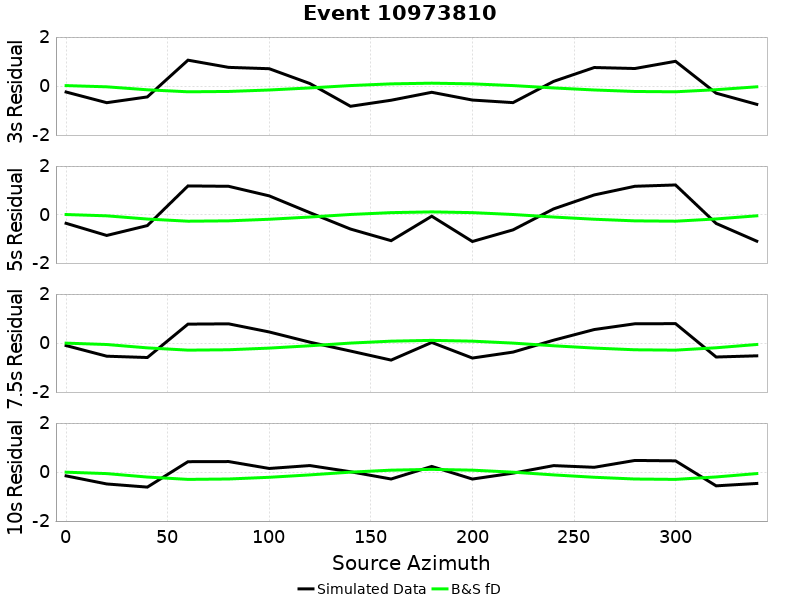 Event 10973810
3s Residual
2
0
-2
5s Residual
2
0
-2
7.5s Residual
2
0
-2
10s Residual
2
0
-2
0 50 100 150 200 250 300
Source Azimuth
Simulated Data B&S fD